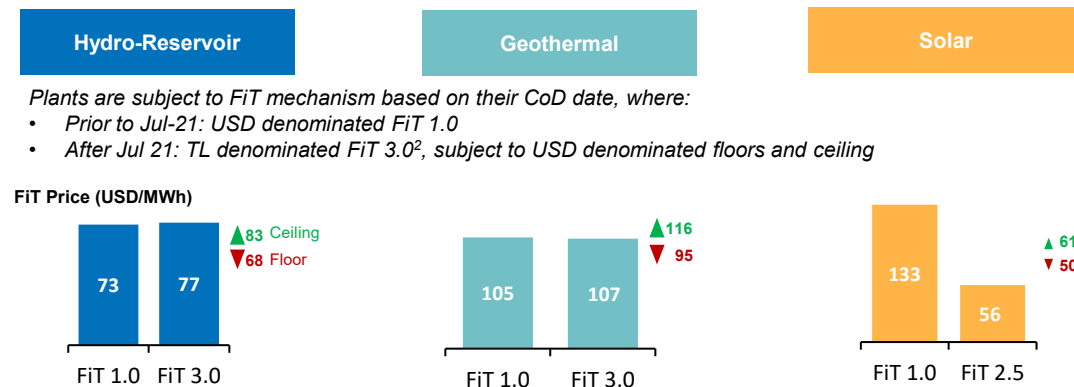 Hydro-Reservoir
Geothermal
Solar
Plants are subject to FiT mechanism based on their CoD date, where:
• Prior to Jul-21: USD denominated FiT 1.0
• After Jul 21: TL denominated FiT 3.0², subject to USD denominated floors and ceiling
FiT Price (USD/MWh)
73
77
83 Ceiling
68 Floor
FiT 1.0 FiT 3.0
105
107
116
95
FiT 1.0 FiT 3.0
133
56
61
50
FiT 1.0 FiT 2.5